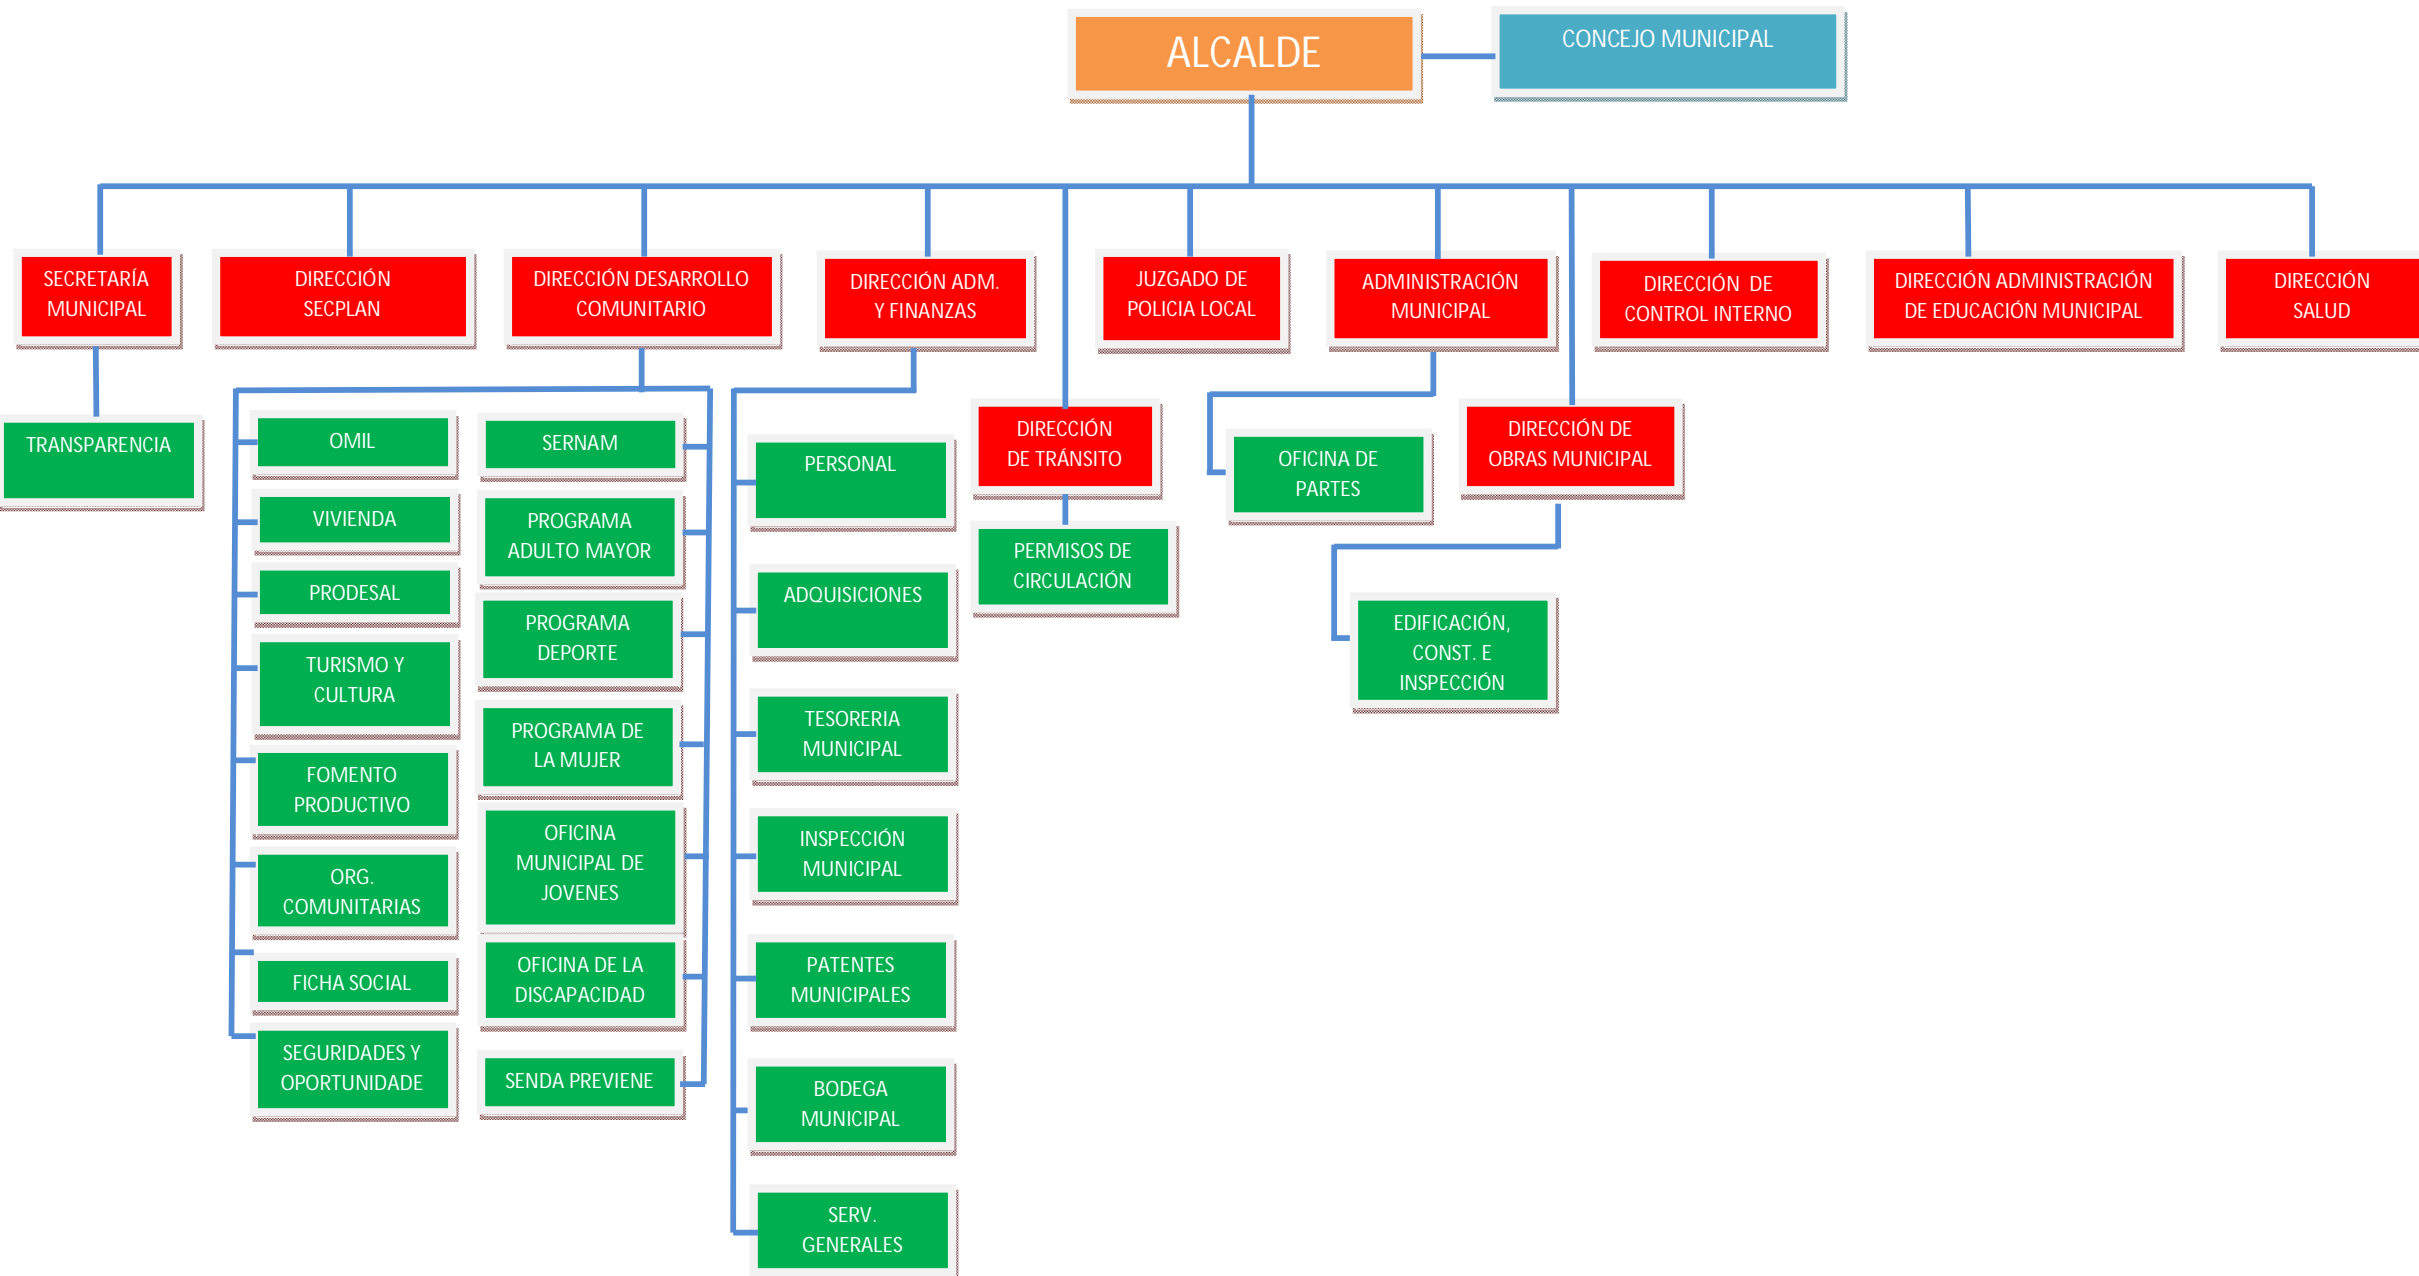 ALCALDE
CONCEJO MUNICIPAL
SECRETARÍA
MUNICIPAL
DIRECCIÓN
SECPLAN
DIRECCIÓN DESARROLLO
COMUNITARIO
DIRECCIÓN ADM.
Y FINANZAS
JUZGADO DE
POLICIA LOCAL
ADMINISTRACIÓN
MUNICIPAL
DIRECCIÓN DE
CONTROL INTERNO
DIRECCIÓN ADMINISTRACIÓN
DE EDUCACIÓN MUNICIPAL
DIRECCIÓN
SALUD
TRANSPARENCIA
OMIL
VIVIENDA
PRODESAL
TURISMO Y
CULTURA
FOMENTO
PRODUCTIVO
ORG.
COMUNITARIAS
FICHA SOCIAL
SEGURIDADES Y
OPORTUNIDADE
SERNAM
PROGRAMA
ADULTO MAYOR
PROGRAMA
DEPORTE
PROGRAMA DE
LA MUJER
OFICINA
MUNICIPAL DE
JOVENES
OFICINA DE LA
DISCAPACIDAD
SENDA PREVIENE
PERSONAL
ADQUISICIONES
TESORERIA
MUNICIPAL
INSPECCIÓN
MUNICIPAL
PATENTES
MUNICIPALES
BODEGA
MUNICIPAL
SERV.
GENERALES
DIRECCIÓN
DE TRÁNSITO
PERMISOS DE
CIRCULACIÓN
OFICINA DE
PARTES
DIRECCIÓN DE
OBRAS MUNICIPAL
EDIFICACIÓN,
CONST. E
INSPECCIÓN